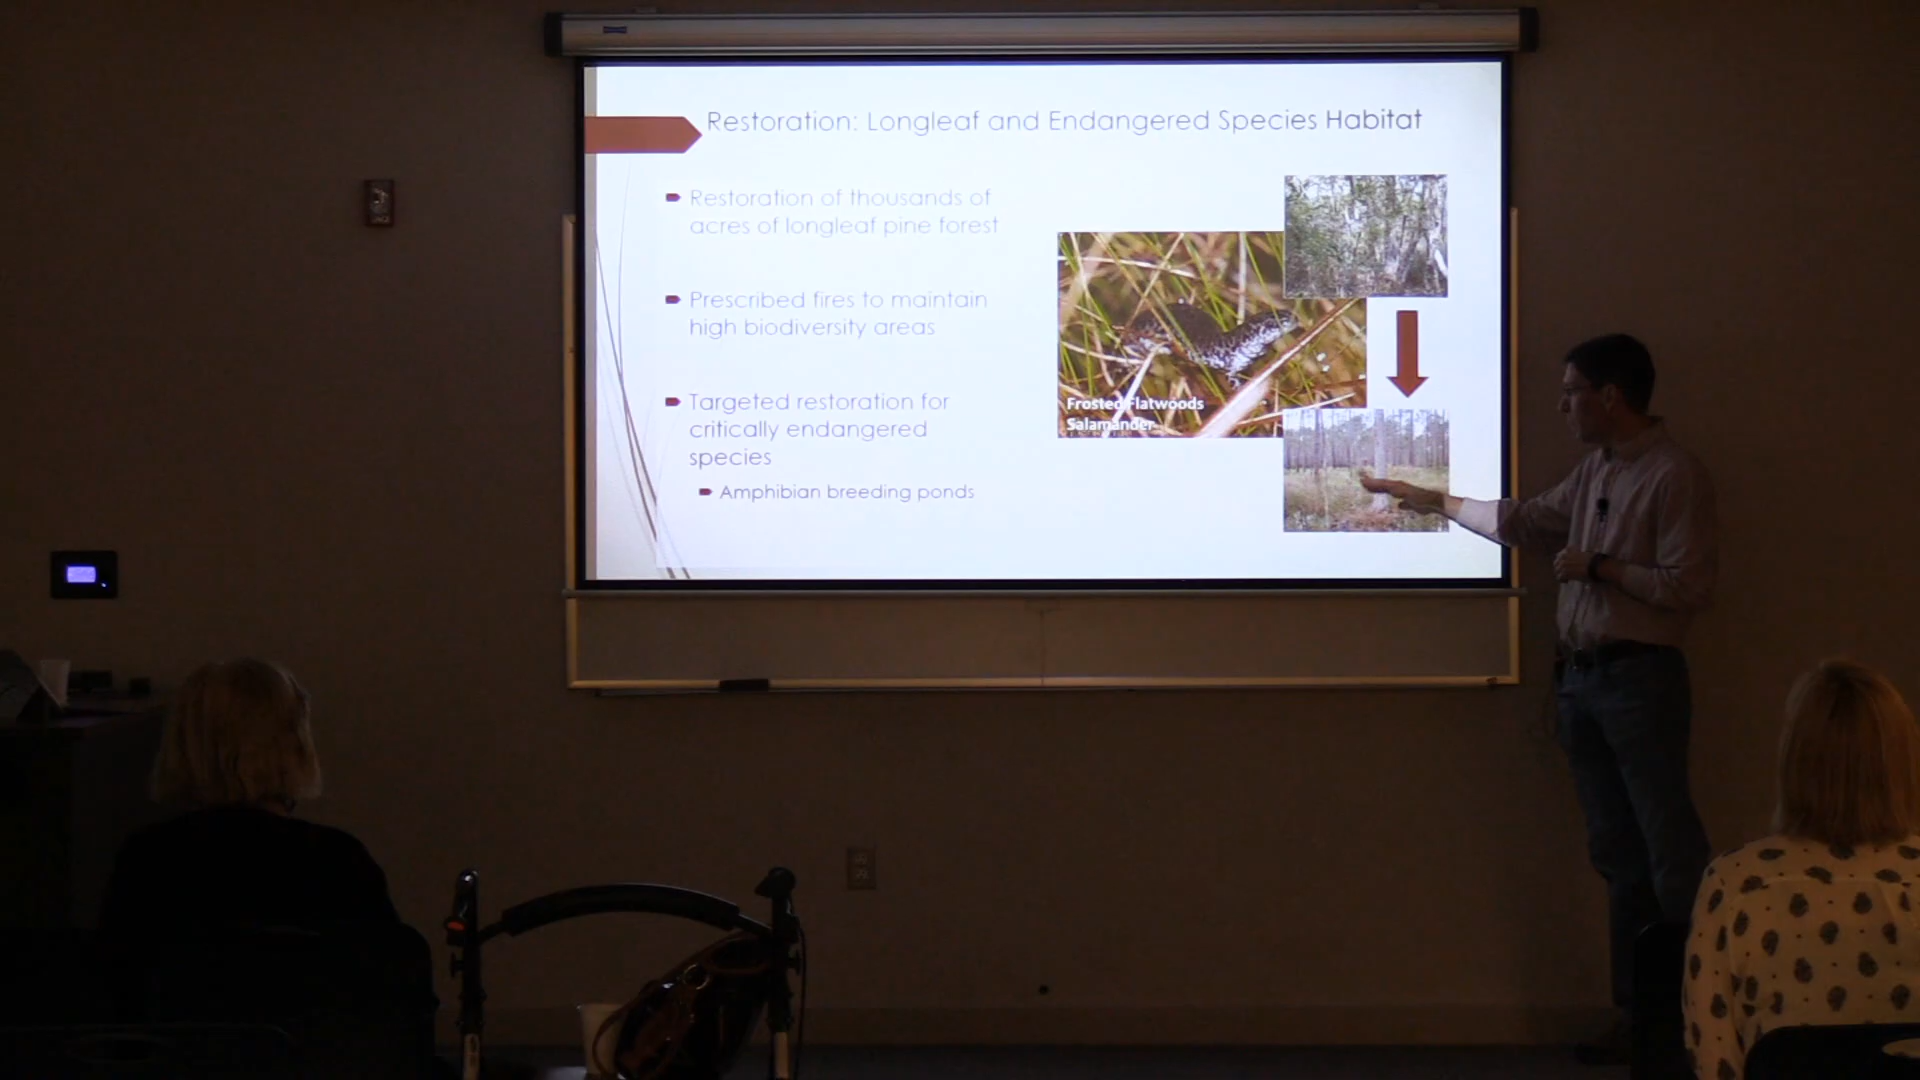 Restoration: Longleaf and Endangered Species Habitat
Restoration of thousands of
acres of longleaf pine forest
Prescribed fires to maintain
high biodiversity areas
Targeted restoration for
critically endangered
species
Amphibian breeding ponds
Frosted Flatwoods
Salamander